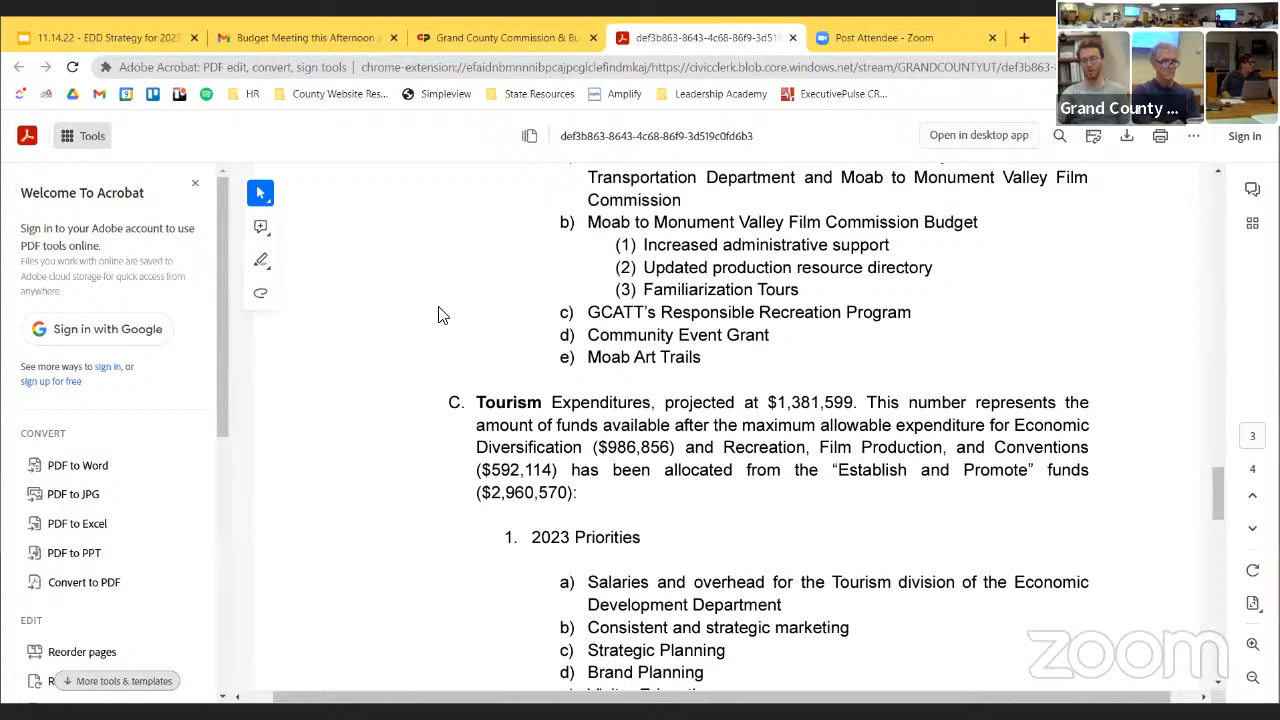 11.14.22 - EDD Strategy for 2023
Budget Meeting this Afternoon
Grand County Commission & Bu
def3b863-8643-4c68-86f9-3d51
Post Attendee - Zoom
Adobe Acrobat: PDF edit, convert, sign tools
extension://efaidnbmnnnibpcajpcglclefindmkaj/https://civicclerk.blob.core.windows.net/stream/GRANDCOUNTYUT/def3b863-
HR
County Website Res...
Simpleview
State Resources
Amplify
Leadership Academy
ExecutivePulse CR...
Grand County ...
Tools
def3b863-8643-4c68-86f9-3d519c0fd6b3
Open in desktop app
Sign in
Welcome To Acrobat
Sign in to your Adobe account to use
PDF tools online.
Files you work with online are saved to
Adobe cloud storage for quick access from
anywhere.
Sign in with Google
See more ways to sign in, or
sign up for free
CONVERT
PDF to Word
PDF to JPG
PDF to Excel
PDF to PPT
Convert to PDF
EDIT
Reorder pages
More tools & templates
Transportation Department and Moab to Monument Valley Film
Commission
b) Moab to Monument Valley Film Commission Budget
(1) Increased administrative support
(2) Updated production resource directory
(3) Familiarization Tours
c) GCATT's Responsible Recreation Program
d) Community Event Grant
e) Moab Art Trails
C. Tourism Expenditures, projected at $1,381,599. This number represents the
amount of funds available after the maximum allowable expenditure for Economic
Diversification ($986,856) and Recreation, Film Production, and Conventions
($592,114) has been allocated from the “Establish and Promote” funds
($2,960,570):
1. 2023 Priorities
a) Salaries and overhead for the Tourism division of the Economic
Development Department
b) Consistent and strategic marketing
c) Strategic Planning
d) Brand Planning
3
4
zoom